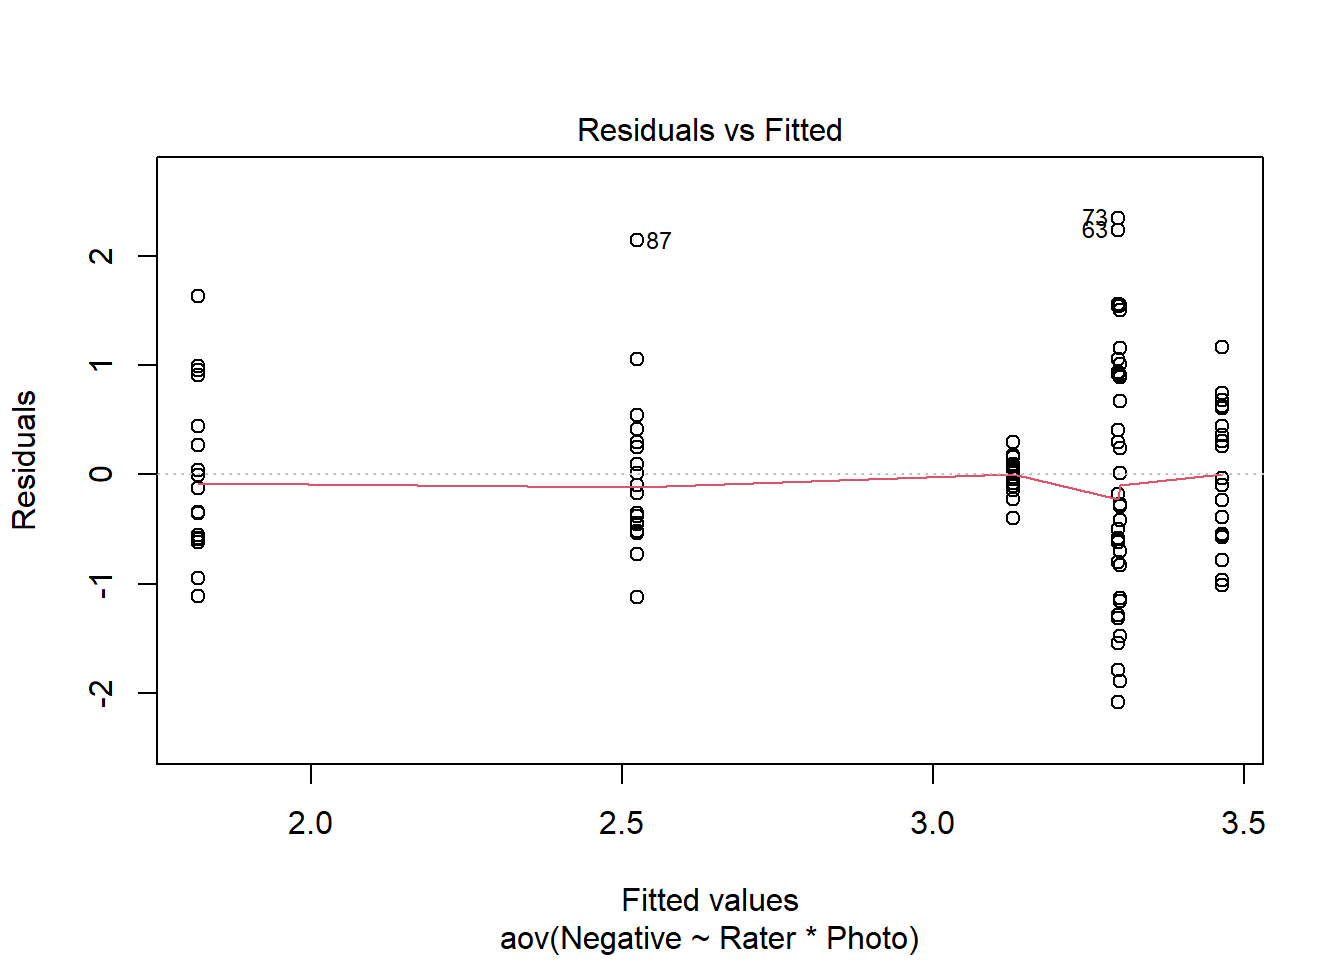 Residuals vs Fitted
Residuals
2
1
0
-1
-2
73
63
87
2.0 2.5 3.0 3.5
Fitted values
aov(Negative ~ Rater * Photo)